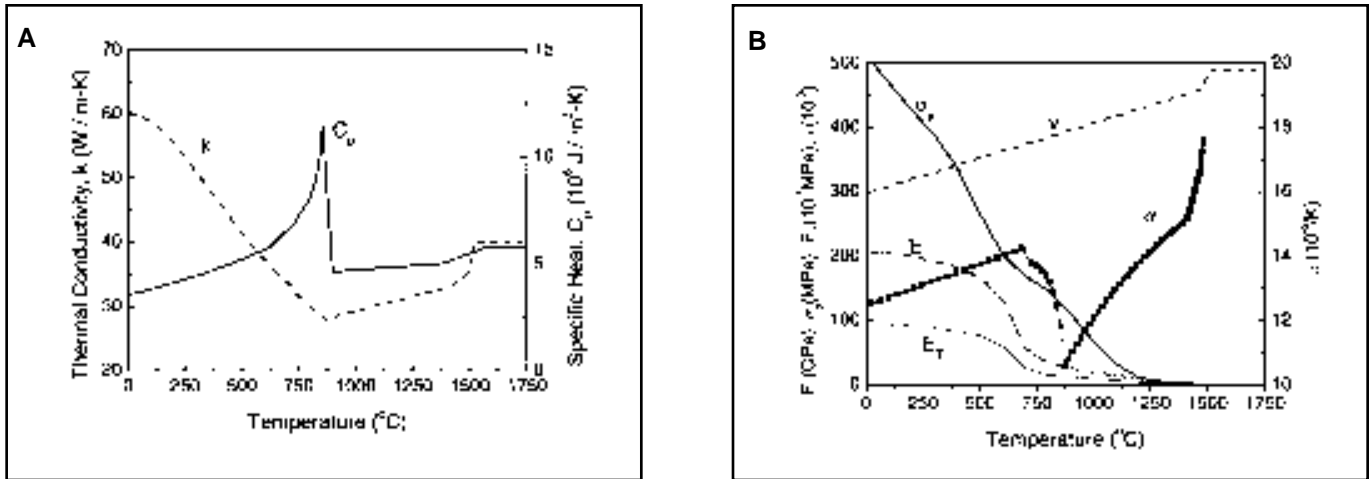 A
Thermal Conductivity, k (W / m-K)
70
60
50
40
30
20
k
C_p
15
10
5
0
Specific Heat, C_p (10^6 J / m^3-K)
0 250 500 750 1000 1250 1500 1750
Temperature (°C)
B
500
400
300
200
100
0
σ_y
ν
E
E_T
α
20
18
16
14
12
10
0 250 500 750 1000 1250 1500 1750
Temperature (°C)